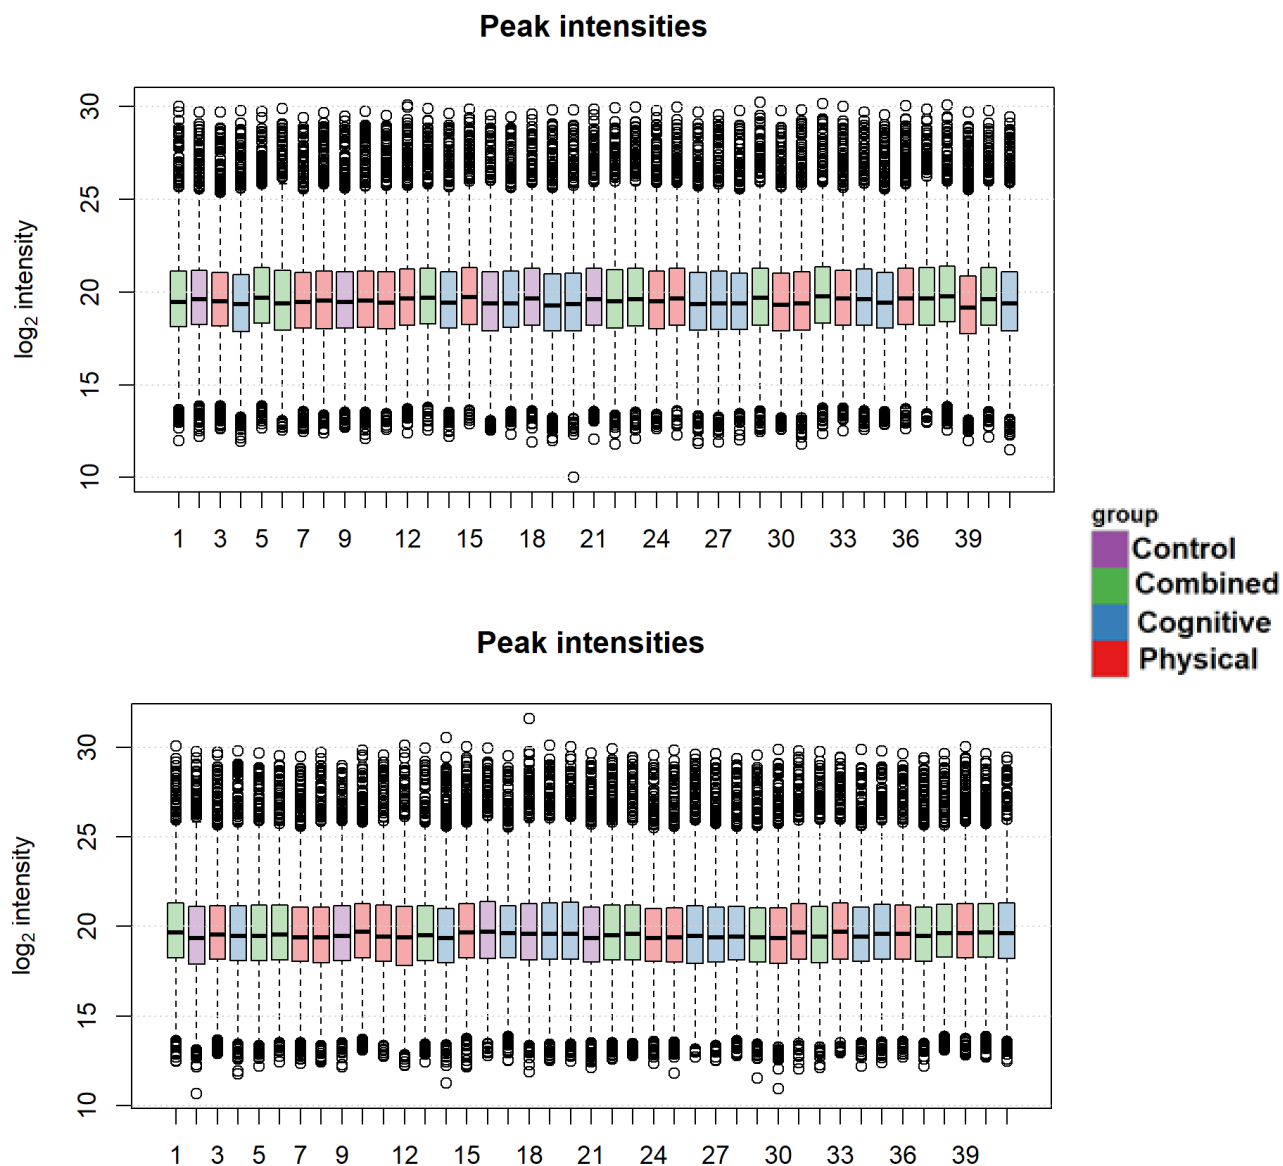 Peak intensities
log₂ intensity
30
25
20
15
10
1 3 5 7 9 12 15 18 21 24 27 30 33 36 39
group
Control
Combined
Cognitive
Physical
Peak intensities
log₂ intensity
30
25
20
15
10
1 3 5 7 9 12 15 18 21 24 27 30 33 36 39